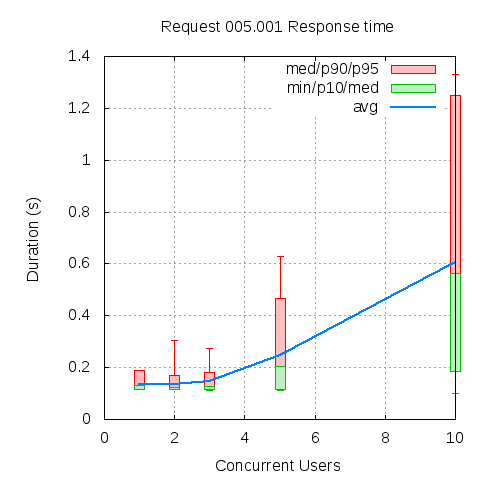 Request 005.001 Response time
med/p90/p95
min/p10/med
avg
Duration (s)
1.4
1.2
1
0.8
0.6
0.4
0.2
0
0 2 4 6 8 10
Concurrent Users